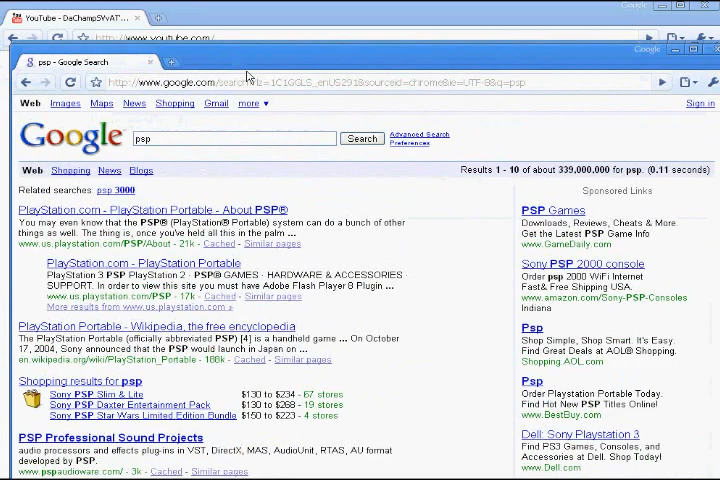 Google
YouTube - DaChampSWAT'...
http://www.youtube.com/
Google
psp - Google Search
http://www.google.com/search?rlz=1C1GGLS_enUS291&sourceid=chrome&ie=UTF-8&q=psp
Web Images Maps News Shopping Gmail more ▼ Sign in
Google
psp
Search
Advanced Search
Preferences
Web Shopping News Blogs Results 1 - 10 of about 339,000,000 for psp. (0.11 seconds)
Related searches: psp 3000
PlayStation.com - PlayStation Portable - About PSP®
You may even know that the PSP® (PlayStation® Portable) system can do a bunch of other
things as well. The thing is, once you've held all this in the palm ...
www.us.playstation.com/PSP/About - 21k - Cached - Similar pages
PlayStation.com - PlayStation Portable
PlayStation 3 PSP PlayStation 2 · PSP® GAMES · HARDWARE & ACCESSORIES ·
SUPPORT. In order to view this site you must have Adobe Flash Player 8 Plugin ...
www.us.playstation.com/PSP - 17k - Cached - Similar pages
More results from www.us.playstation.com »
PlayStation Portable - Wikipedia, the free encyclopedia
The PlayStation Portable (officially abbreviated PSP) [4] is a handheld game ... On October
17, 2004, Sony announced that the PSP would launch in Japan on ...
en.wikipedia.org/wiki/PlayStation_Portable - 188k - Cached - Similar pages
Shopping results for psp
Sony PSP Slim & Lite $130 to $234 - 67 stores
Sony PSP Daxter Entertainment Pack $130 to $268 - 19 stores
Sony PSP Star Wars Limited Edition Bundle $150 to $223 - 4 stores
PSP Professional Sound Projects
audio processors and effects plug-ins in VST, DirectX, MAS, AudioUnit, RTAS, AU format
developed by PSP.
www.pspaudioware.com/ - 3k - Cached - Similar pages
Sponsored Links
PSP Games
Downloads, Reviews, Cheats & More.
Get the Latest PSP Game Info
www.GameDaily.com
Sony PSP 2000 console
Order psp 2000 WiFi Internet
Fast& Free Shipping in USA
www.amazon.com/Sony-PSP-Consoles
Indiana
Psp
Shop Simple, Shop Smart. It's Easy.
Find Great Deals at AOL® Shopping.
Shopping.AOL.com
Psp
Order Playstation Portable Today.
Find Hot New PSP Titles Online!
www.BestBuy.com
Dell: Sony Playstation 3
Find PS3 Games, Consoles, and
Accessories at Dell. Shop Today!
www.Dell.com